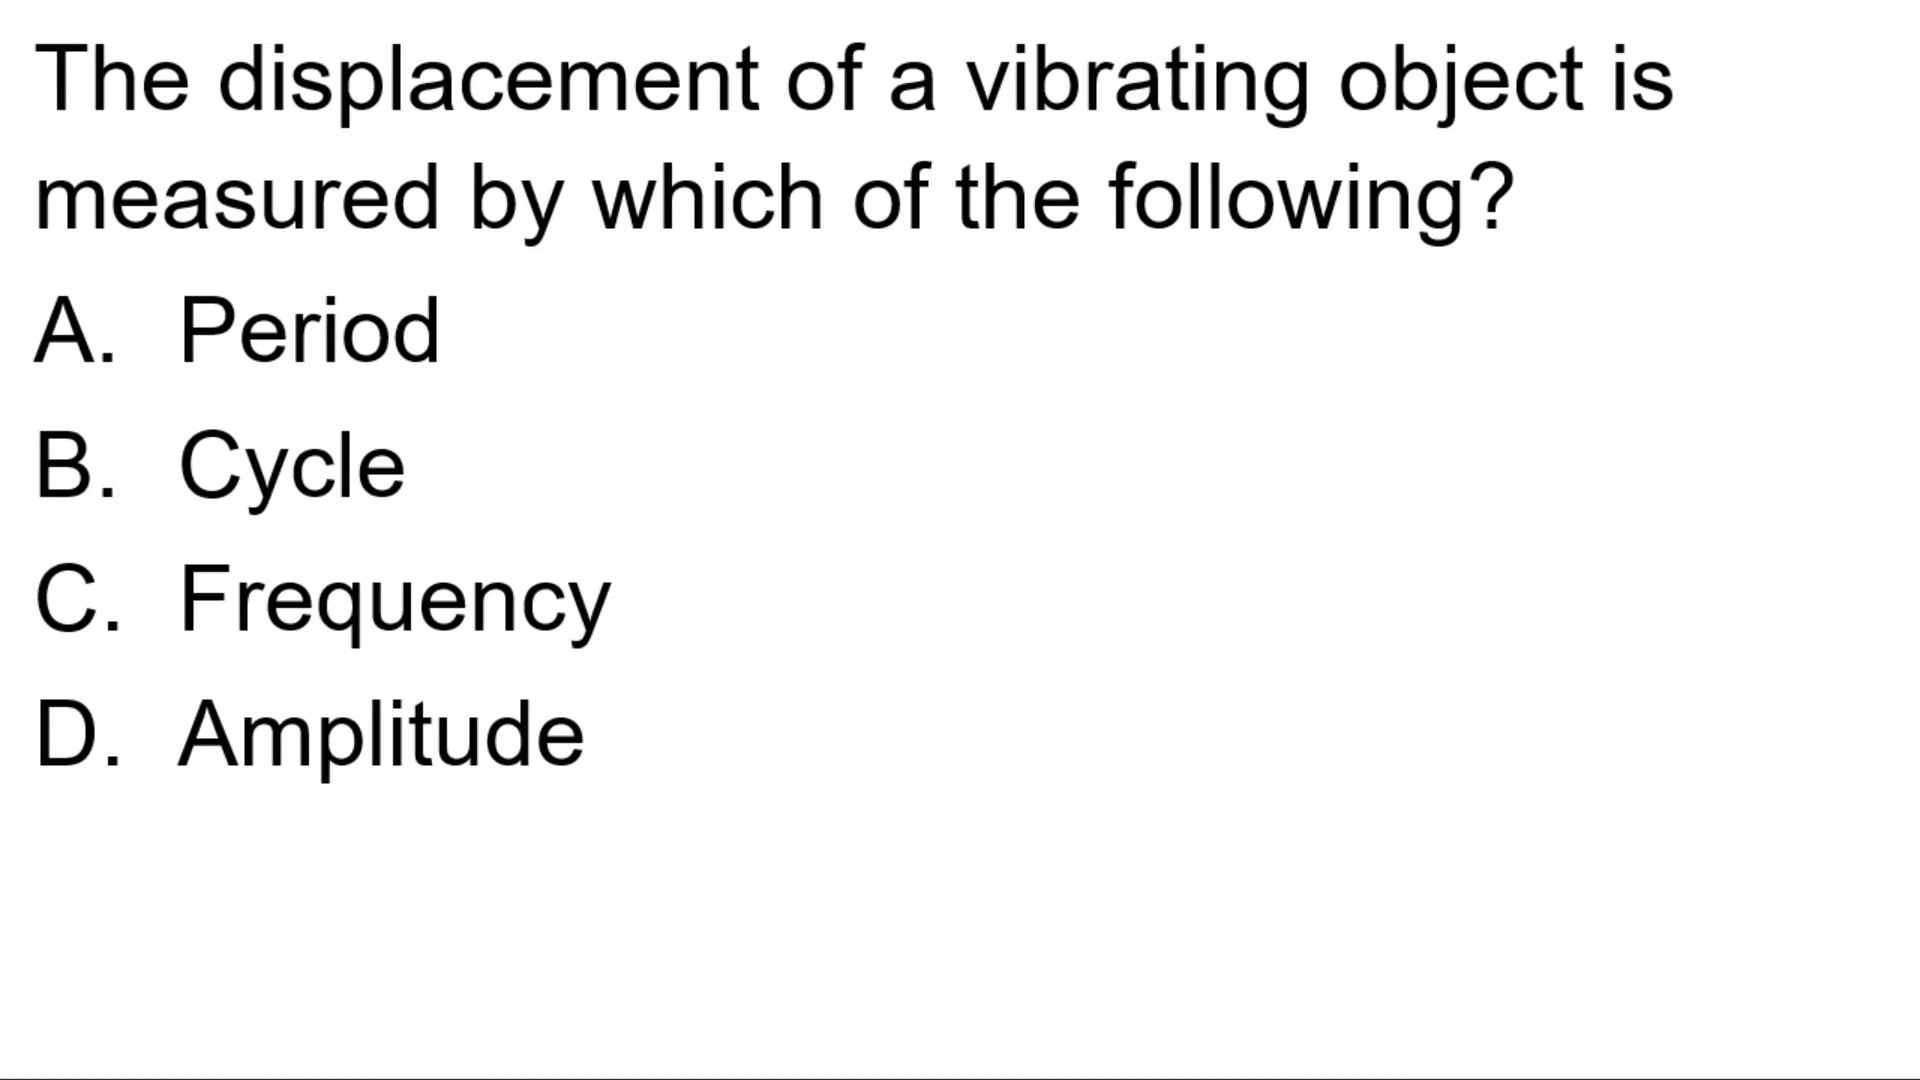 The displacement of a vibrating object is
measured by which of the following?
A. Period
B. Cycle
C. Frequency
D. Amplitude